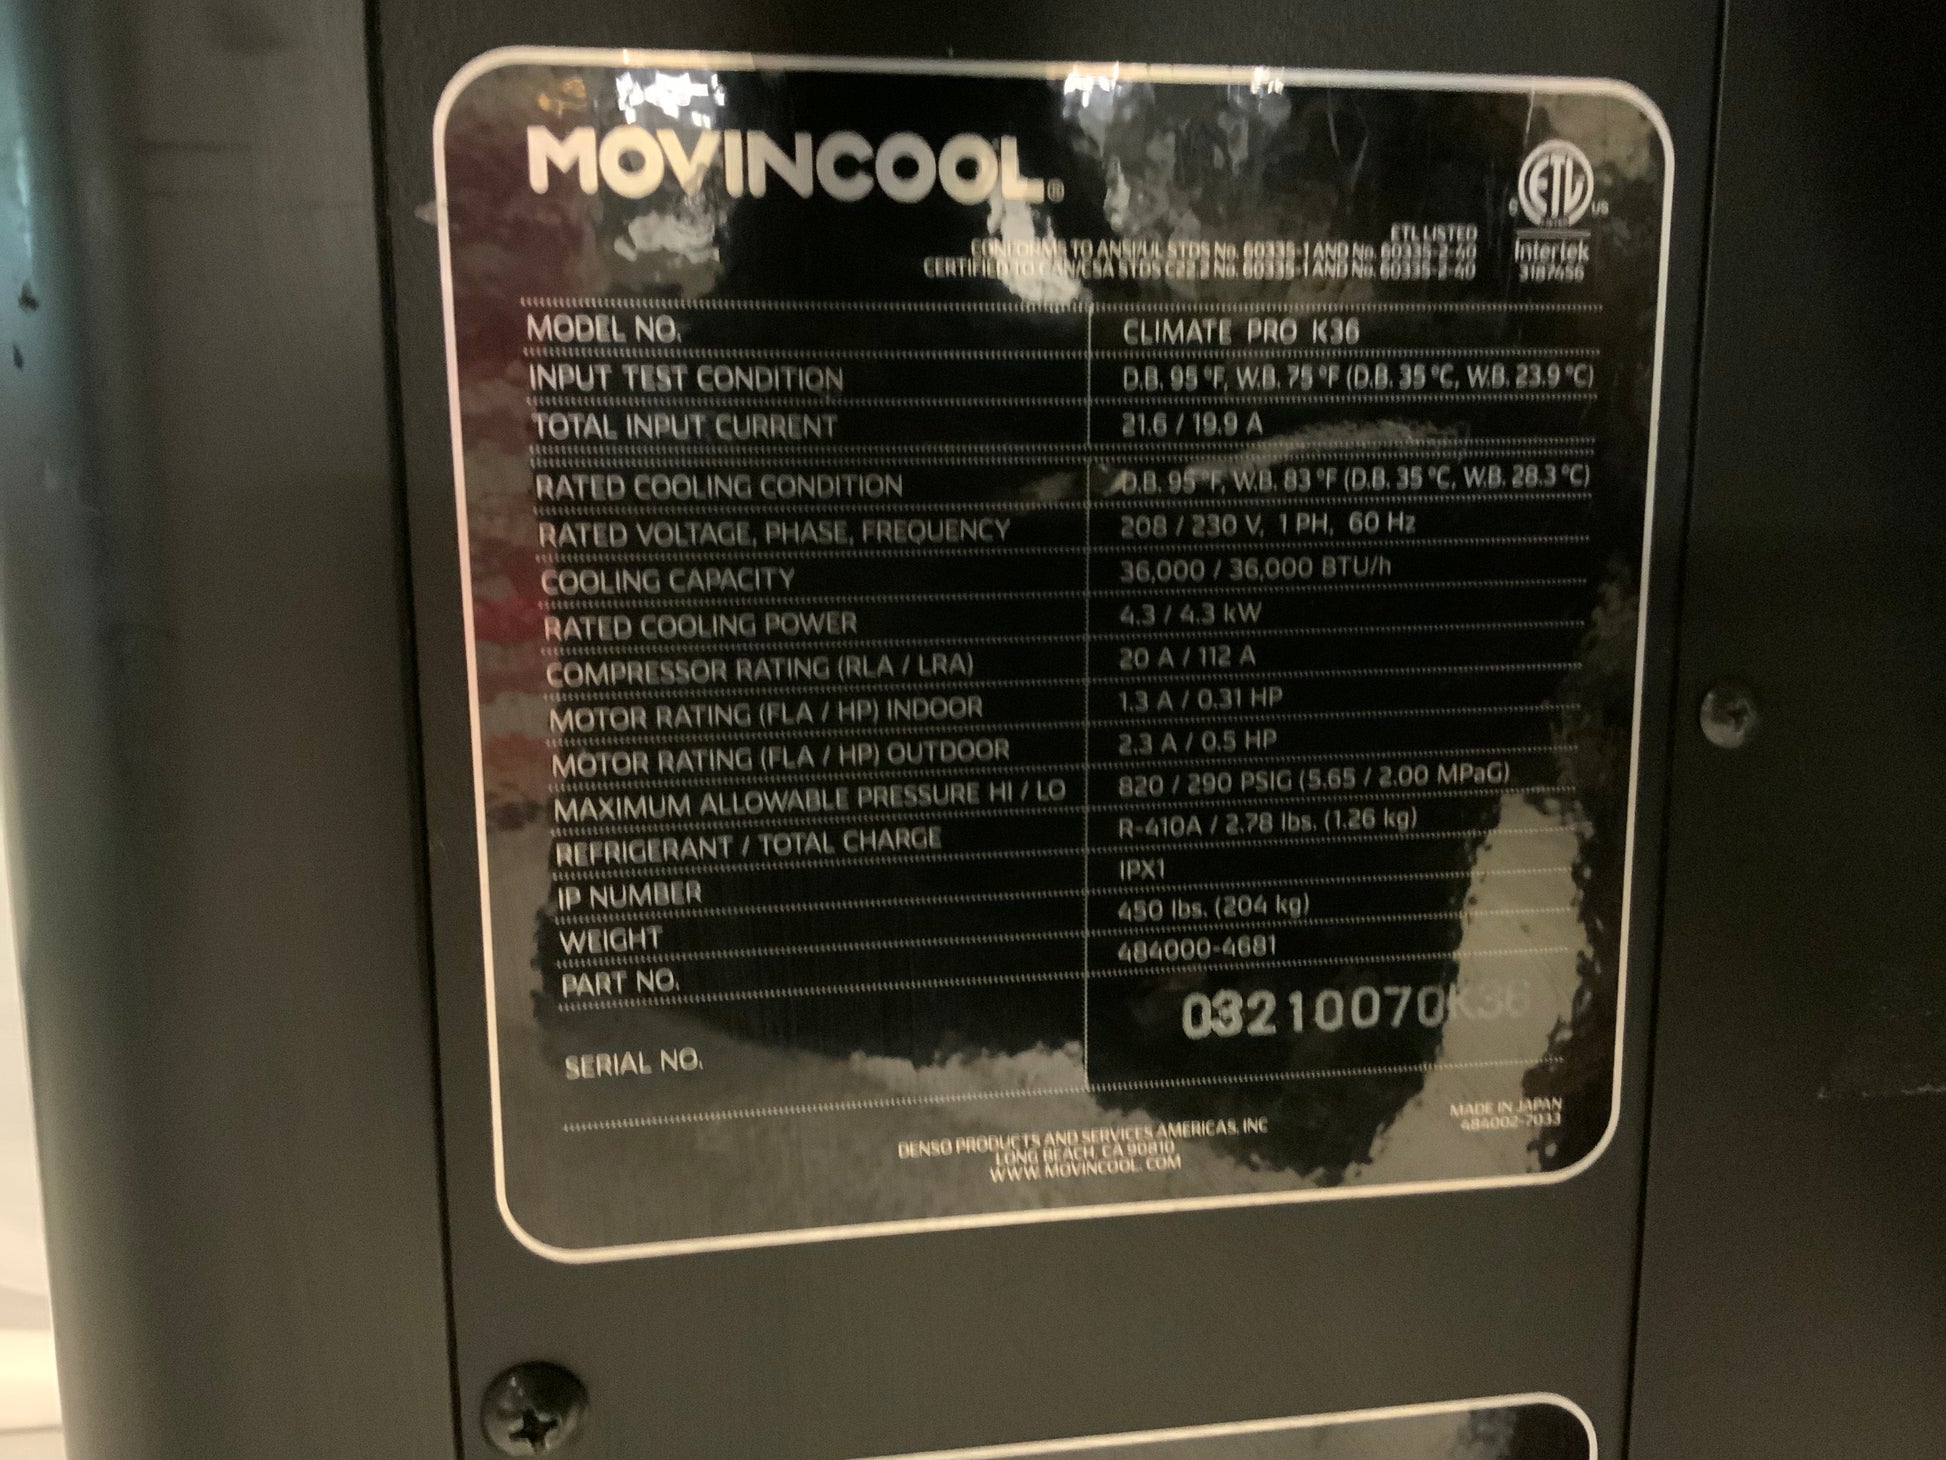 MOVINCOOL®
ETL LISTED
CONFORMS TO ANSI/UL STDS No. 60335-1 AND No. 60335-2-40
CERTIFIED TO CAN/CSA STDS C22.2 No. 60335-1 AND No. 60335-2-40
C ETL US
LISTED
Intertek
3187456
MODEL NO. CLIMATE PRO K36
INPUT TEST CONDITION D.B. 95 °F, W.B. 75 °F (D.B. 35 °C, W.B. 23.9 °C)
TOTAL INPUT CURRENT 21.6 / 19.9 A
RATED COOLING CONDITION D.B. 95 °F, W.B. 83 °F (D.B. 35 °C, W.B. 28.3 °C)
RATED VOLTAGE, PHASE, FREQUENCY 208 / 230 V, 1 PH, 60 Hz
COOLING CAPACITY 36,000 / 36,000 BTU/h
RATED COOLING POWER 4.3 / 4.3 kW
COMPRESSOR RATING (RLA / LRA) 20 A / 112 A
MOTOR RATING (FLA / HP) INDOOR 1.3 A / 0.31 HP
MOTOR RATING (FLA / HP) OUTDOOR 2.3 A / 0.5 HP
MAXIMUM ALLOWABLE PRESSURE HI / LO 820 / 290 PSIG (5.65 / 2.00 MPaG)
REFRIGERANT / TOTAL CHARGE R-410A / 2.78 lbs. (1.26 kg)
IP NUMBER IPX1
WEIGHT 450 lbs. (204 kg)
PART NO. 484000-4681
SERIAL NO. 03210070K36
DENSO PRODUCTS AND SERVICES AMERICAS, INC
LONG BEACH, CA 90810
WWW.MOVINCOOL.COM
MADE IN JAPAN
484002-7033